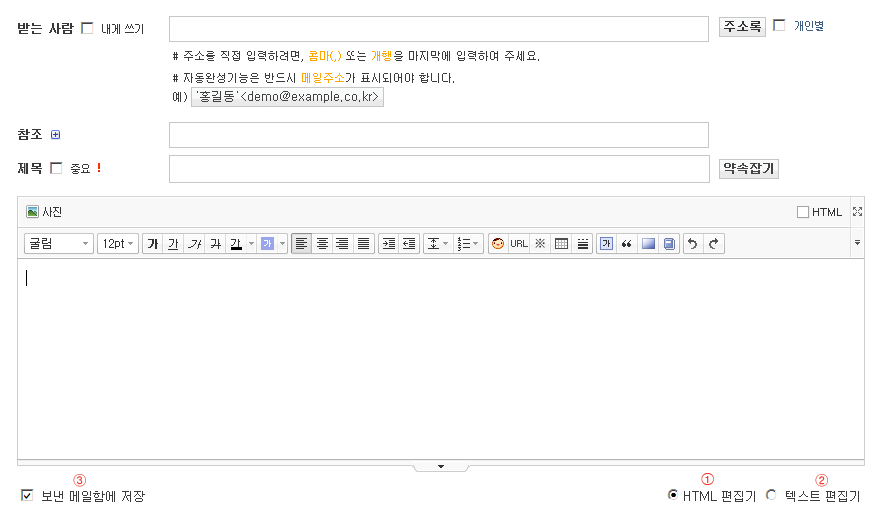 받는 사람 내게 쓰기 주소록 개인별
# 주소를 직접 입력하려면, 콤마(,) 또는 개행을 마지막에 입력하여 주세요.
# 자동완성기능은 반드시 메일주소가 표시되어야 합니다.
예) '홍길동'<demo@example.co.kr>
참조
제목 중요 ! 약속잡기
사진 HTML
굴림 12pt 가 가 가 가 가 가 URL ※ 가 “
③ ① ②
보낸 메일함에 저장 HTML 편집기 텍스트 편집기